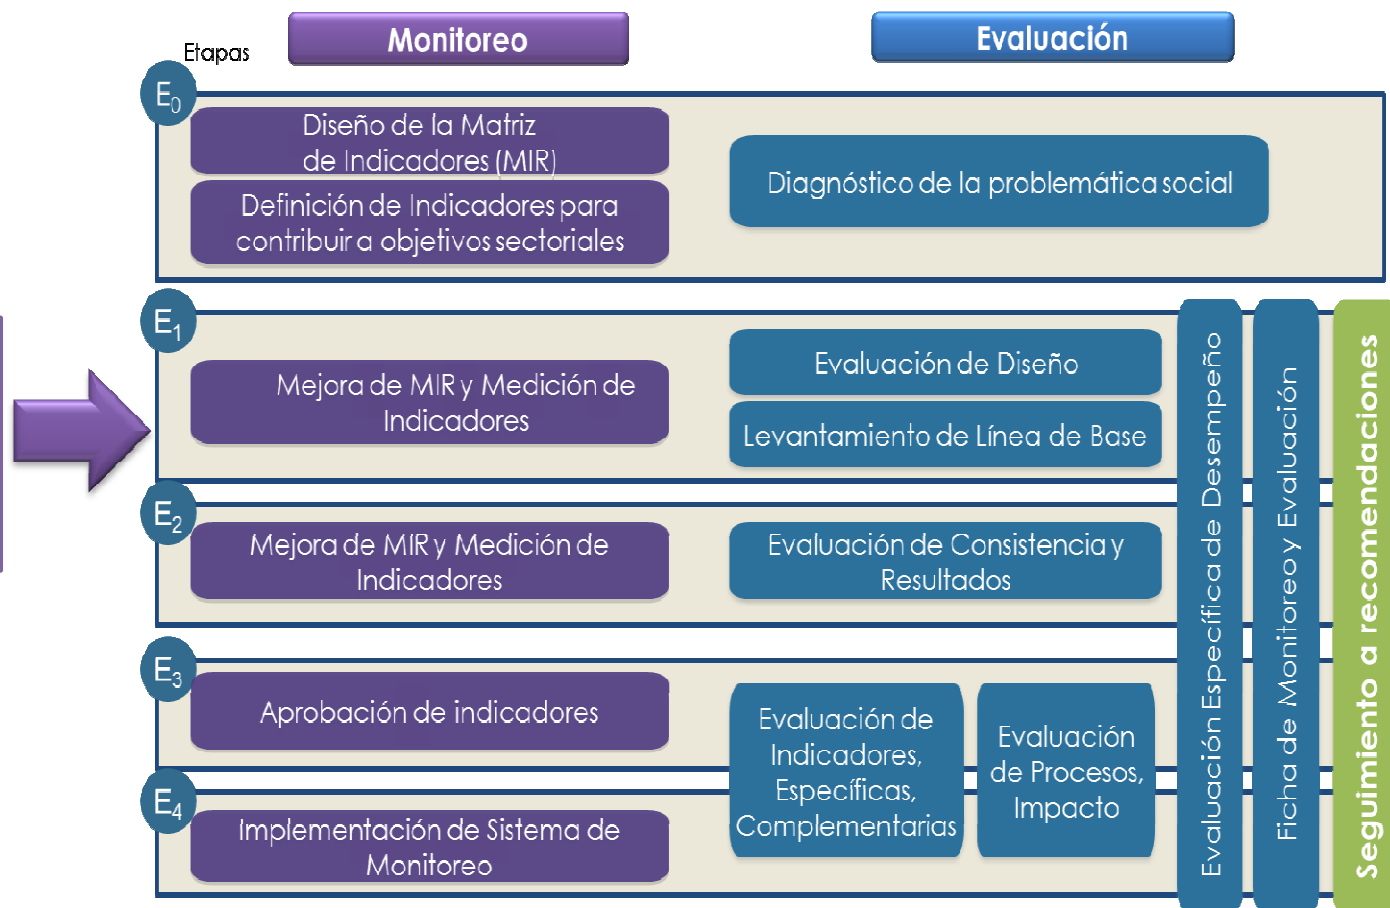 Etapas
Monitoreo
Evaluación
E0
Diseño de la Matriz
de Indicadores (MIR)
Definición de Indicadores para
contribuir a objetivos sectoriales
Diagnóstico de la problemática social
E1
Mejora de MIR y Medición de
Indicadores
Evaluación de Diseño
Levantamiento de Línea de Base
E2
Mejora de MIR y Medición de
Indicadores
Evaluación de Consistencia y
Resultados
E3
Aprobación de indicadores
E4
Implementación de Sistema de
Monitoreo
Evaluación de
Indicadores,
Específicas,
Complementarias
Evaluación
de Procesos,
Impacto
Evaluación Específica de Desempeño
Ficha de Monitoreo y Evaluación
Seguimiento a recomendaciones